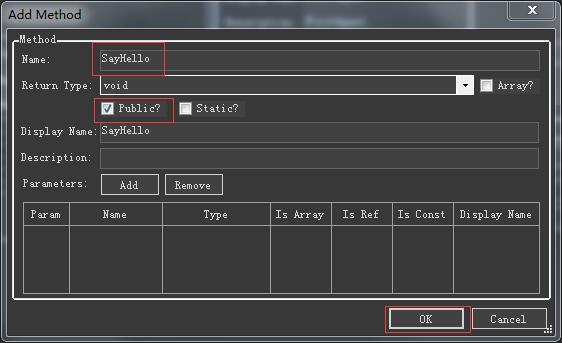 Add Method
Method
Name: SayHello
Return Type: void Array?
Public? Static?
Display Name: SayHello
Description:
Parameters: Add Remove
Param Name Type Is Array Is Ref Is Const Display Name
OK Cancel